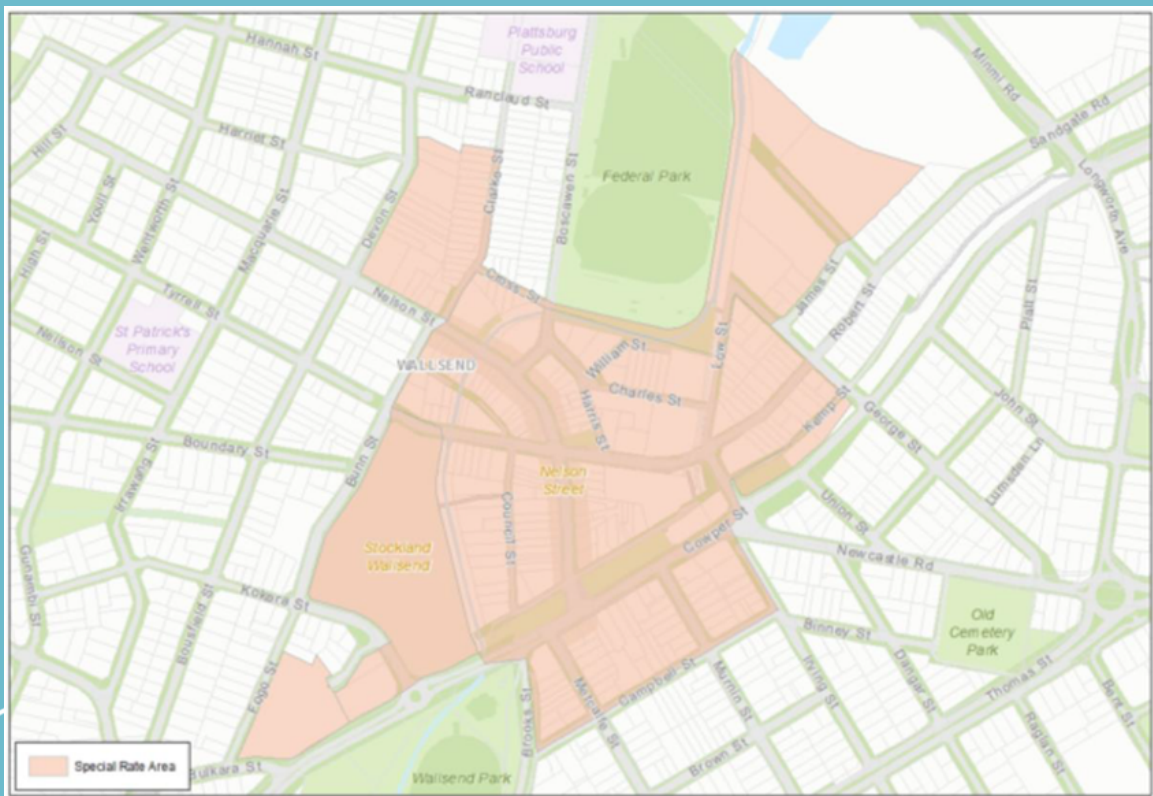 Hannah St
Plattsburg
Public
School
Minmi Rd
Ranclaud St
Sandgate Rd
Hill St
Harriet St
Longworth Ave
Youll St
Wentworth St
Macquarie St
Devon St
Clarke St
Boscawen St
Federal Park
High St
Tyrrell St
Cross St
James St
Robert St
Platt St
Neilson St
St Patrick's
Primary
School
Nelson St
WALLSEND
William St
Low St
Charles St
Harris St
Kemp St
George St
John St
Lumsden Ln
Boundary St
Bunn St
Irrawang St
Nelson
Street
Council St
Union St
Cowper St
Newcastle Rd
Stockland
Wallsend
Gunambi St
Kokera St
Bousfield St
Old
Cemetery
Park
Binney St
Fogo St
Campbell St
Murnin St
Irving St
Dangar St
Thomas St
Metcalfe St
Brooks St
Brown St
Raglan St
Bent St
Special Rate Area
Bulkara St
Wallsend Park